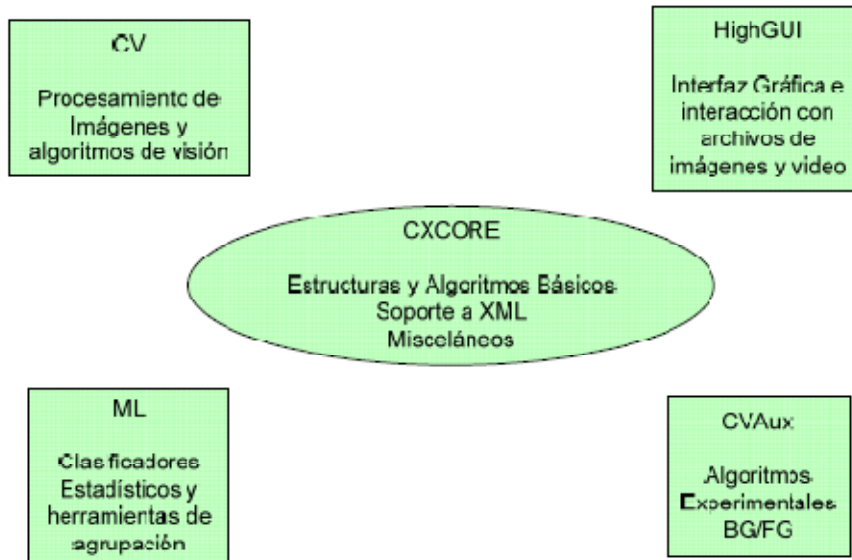 CV
Procesamiento de
Imágenes y
algoritmos de visión
HighGUI
Interfaz Gráfica e
interacción con
archivos de
imágenes y video
CXCORE
Estructuras y Algoritmos Básicos
Soporte a XML
Misceláneos
ML
Clasificadores
Estadísticos y
herramientas de
agrupación
CVAux
Algoritmos
Experimentales
BG/FG